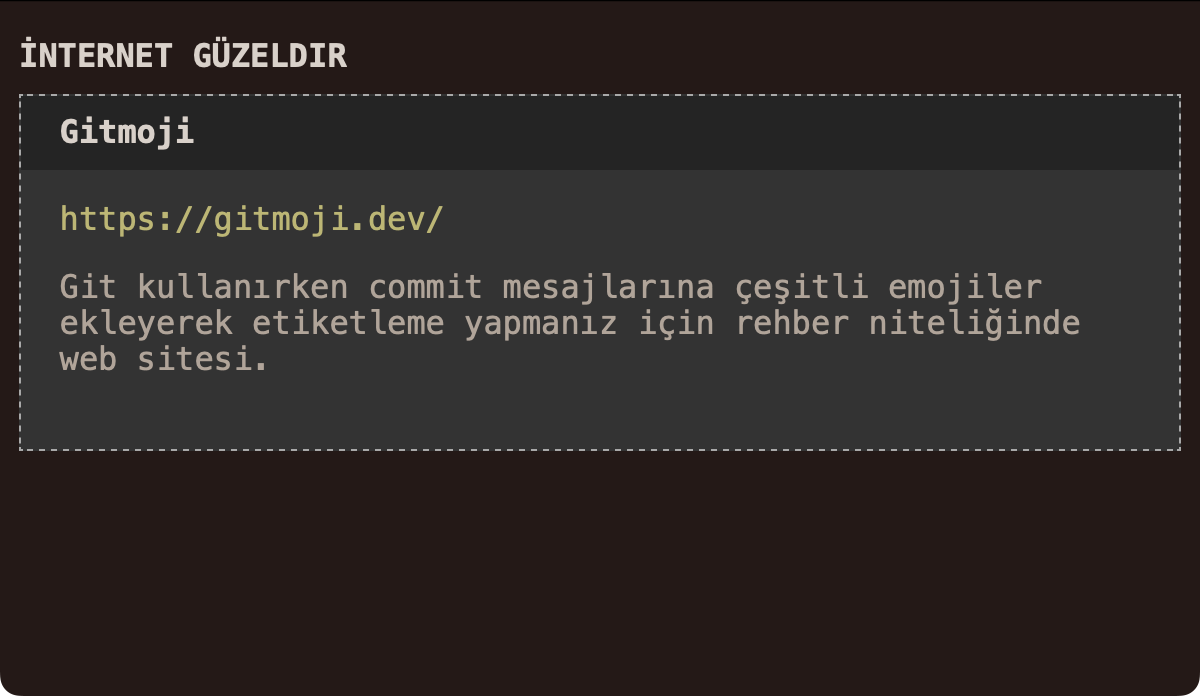 İNTERNET GÜZELDIR
Gitmoji
https://gitmoji.dev/
Git kullanırken commit mesajlarına çeşitli emojiler
ekleyerek etiketleme yapmanız için rehber niteliğinde
web sitesi.